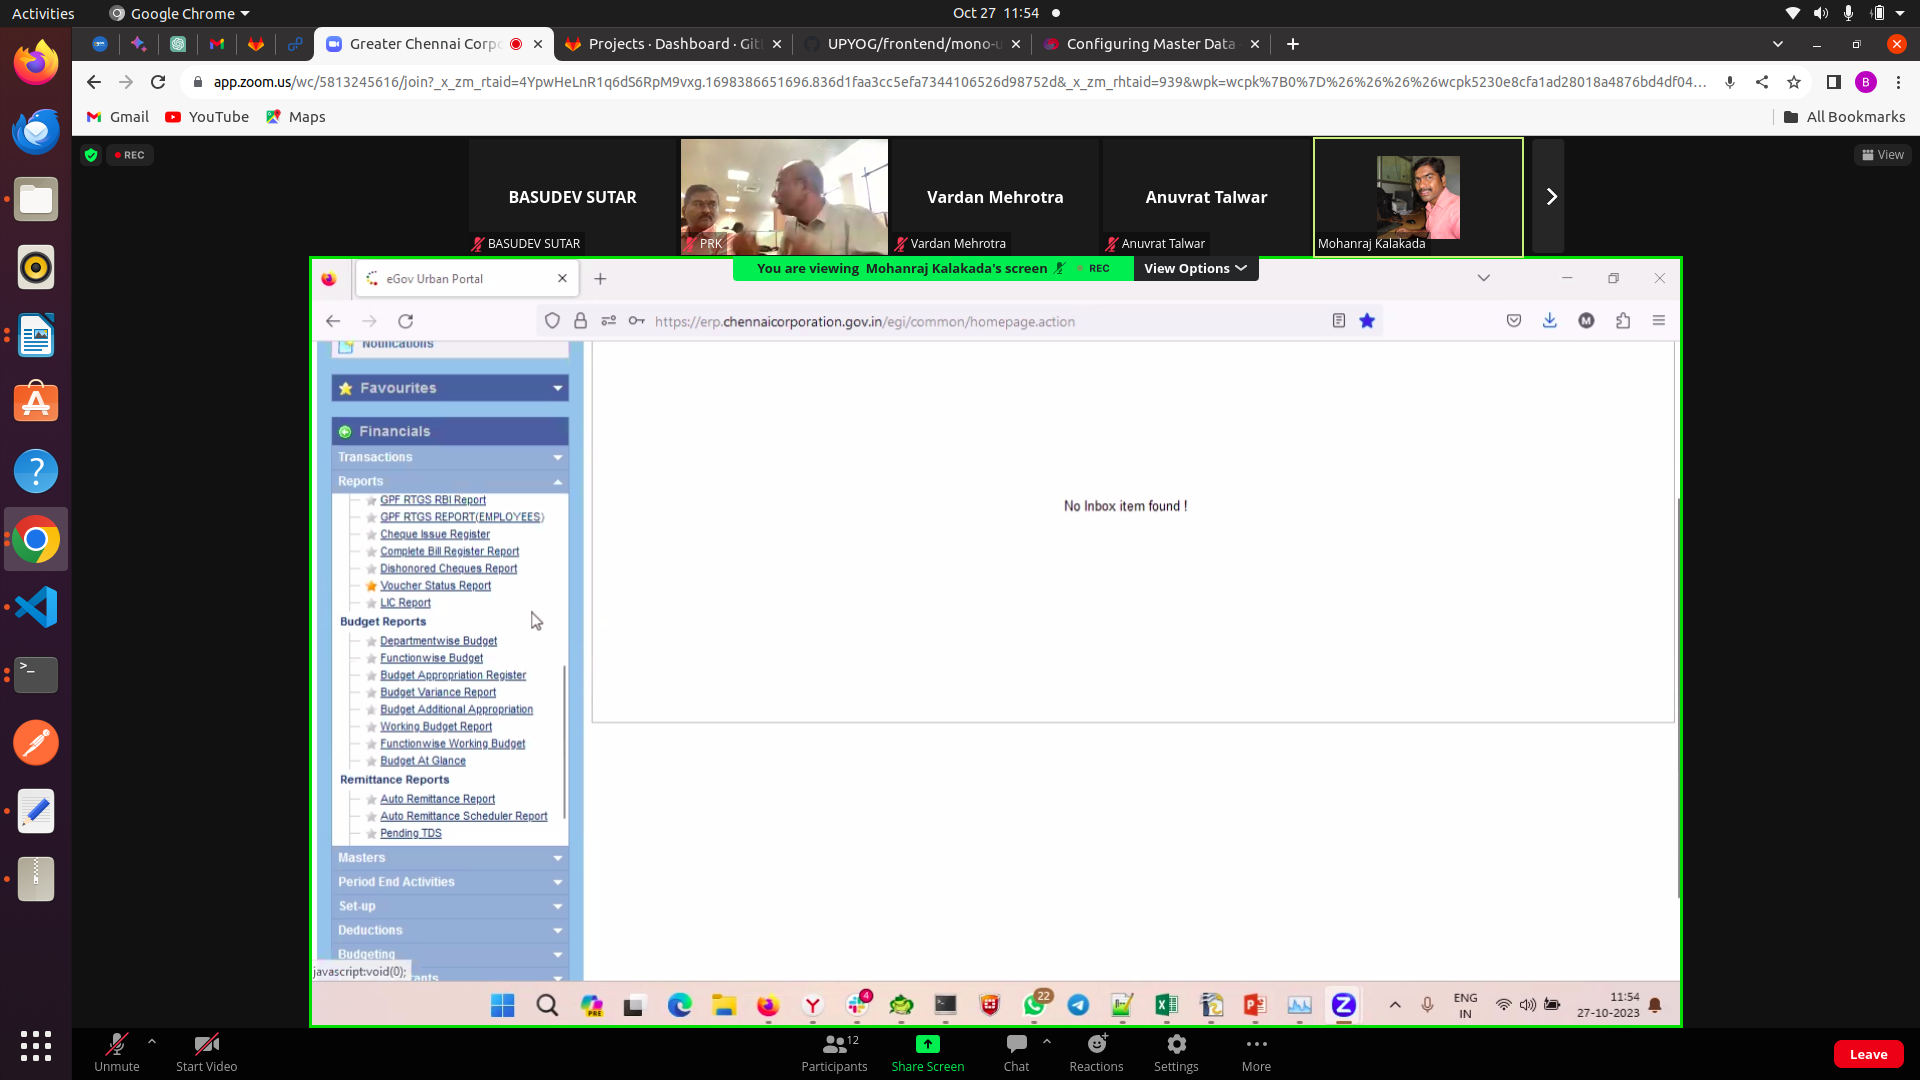 Activities
Google Chrome
Oct 27 11:54
Greater Chennai Corp
Projects · Dashboard · Git
UPYOG/frontend/mono-u
Configuring Master Data
app.zoom.us/wc/5813245616/join?_x_zm_rtaid=4YpwHeLnR1q6dS6RpM9vxg.1698386651696.836d1faa3cc5efa7344106526d98752d&_x_zm_rhtaid=939&wpk=wcpk%7B0%7D%26%26%26%26wcpk5230e8cfa1ad28018a4876bd4df04...
B
Gmail
YouTube
Maps
All Bookmarks
REC
View
BASUDEV SUTAR
Vardan Mehrotra
Anuvrat Talwar
BASUDEV SUTAR
PRK
Vardan Mehrotra
Anuvrat Talwar
Mohanraj Kalakada
You are viewing Mohanraj Kalakada's screen
REC
View Options
eGov Urban Portal
https://erp.chennaicorporation.gov.in/egi/common/homepage.action
M
Notifications
Favourites
Financials
Transactions
Reports
GPF RTGS RBI Report
GPF RTGS REPORT(EMPLOYEES)
Cheque Issue Register
Complete Bill Register Report
Dishonored Cheques Report
Voucher Status Report
LIC Report
Budget Reports
Departmentwise Budget
Functionwise Budget
Budget Appropriation Register
Budget Variance Report
Budget Additional Appropriation
Working Budget Report
Functionwise Working Budget
Budget At Glance
Remittance Reports
Auto Remittance Report
Auto Remittance Scheduler Report
Pending TDS
Masters
Period End Activities
Set-up
Deductions
Budgeting
javascript:void(0);
No Inbox item found !
PRE
4
22
ENG
IN
11:54
27-10-2023
Unmute
Start Video
12
Participants
Share Screen
Chat
Reactions
Settings
More
Leave